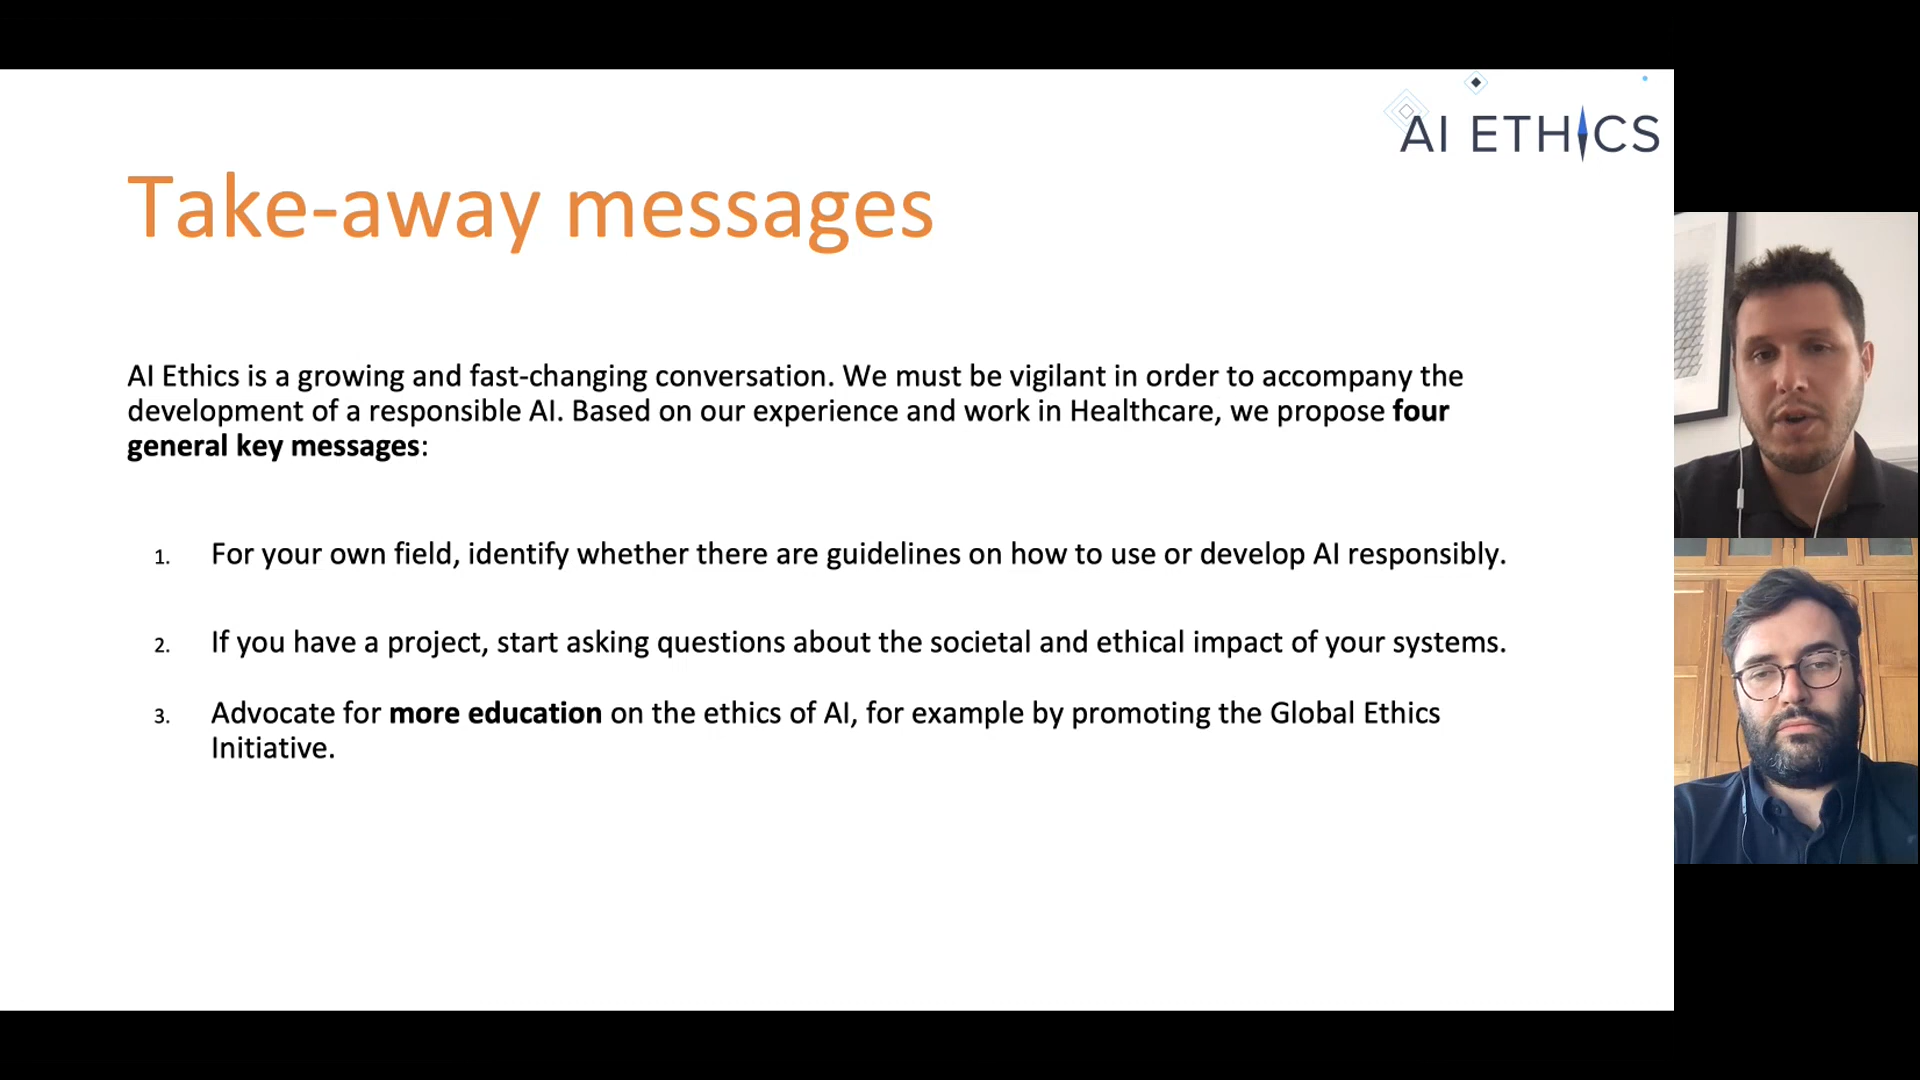 AI ETHICS
Take-away messages
AI Ethics is a growing and fast-changing conversation. We must be vigilant in order to accompany the
development of a responsible AI. Based on our experience and work in Healthcare, we propose four
general key messages:
1. For your own field, identify whether there are guidelines on how to use or develop AI responsibly.
2. If you have a project, start asking questions about the societal and ethical impact of your systems.
3. Advocate for more education on the ethics of AI, for example by promoting the Global Ethics
Initiative.